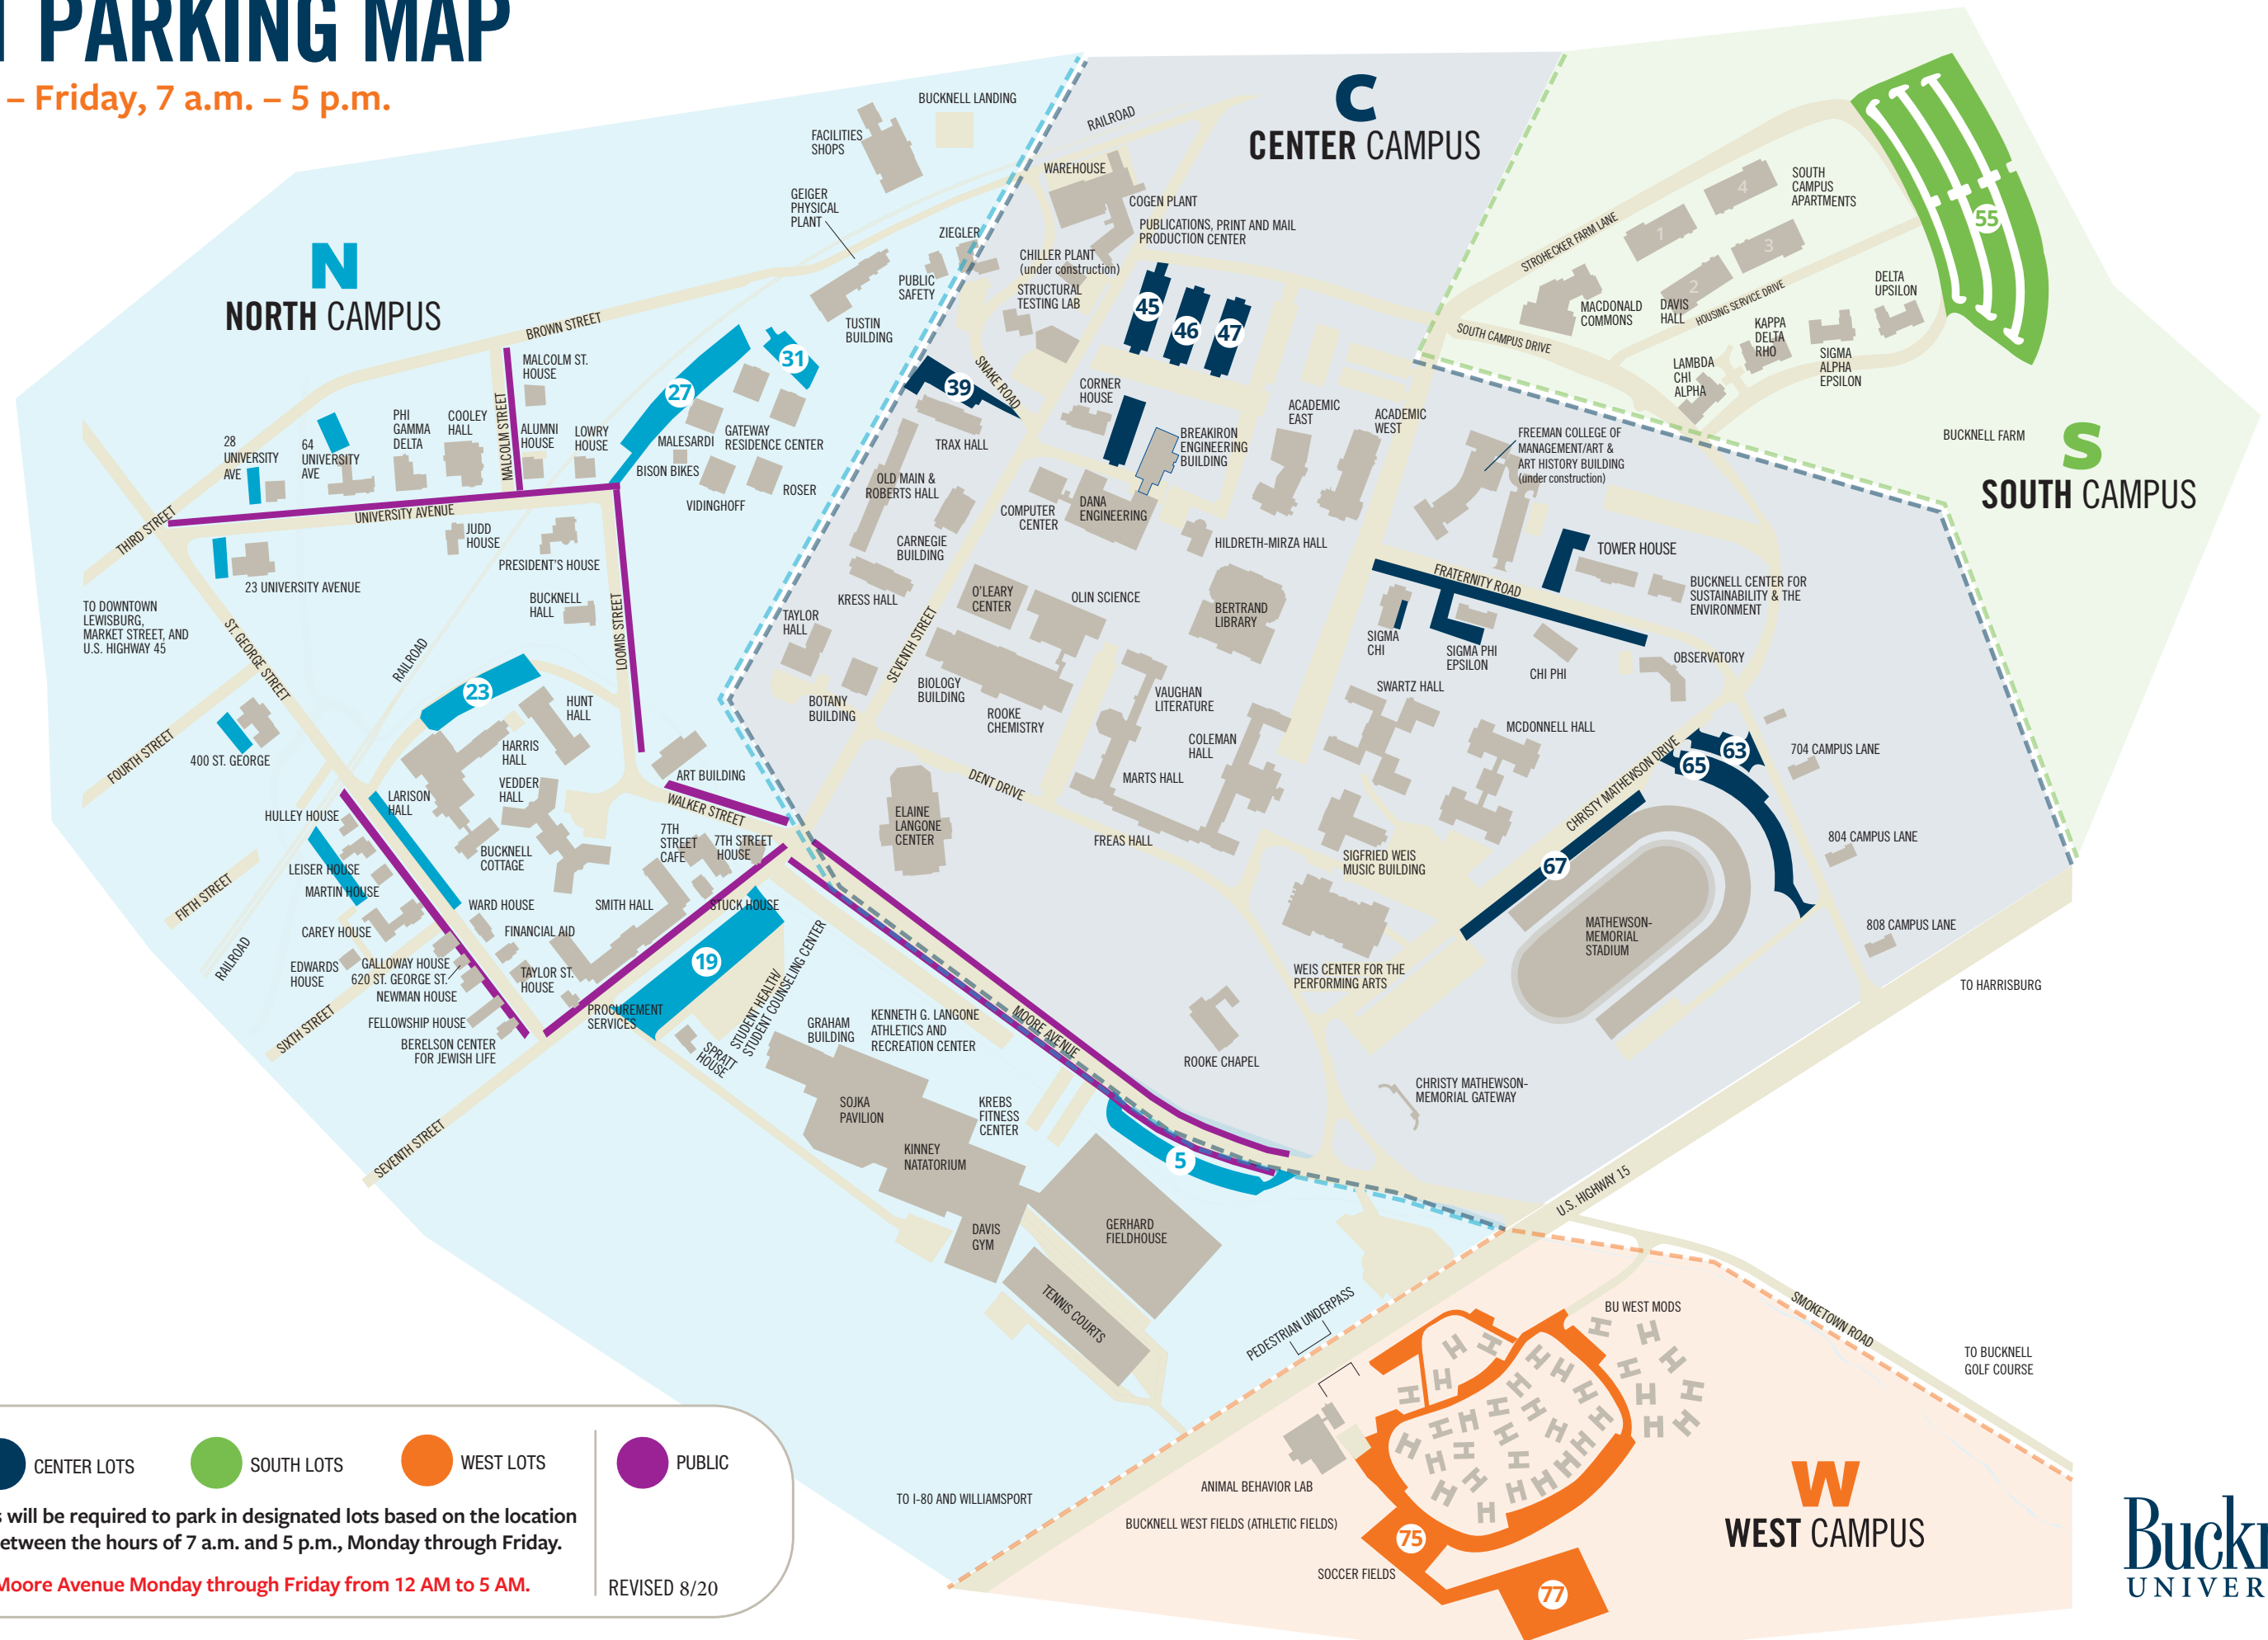 PARKING MAP
– Friday, 7 a.m. – 5 p.m.
N
NORTH CAMPUS
C
CENTER CAMPUS
S
SOUTH CAMPUS
W
WEST CAMPUS
BUCKNELL LANDING
FACILITIES
SHOPS
GEIGER
PHYSICAL
PLANT
ZIEGLER
PUBLIC
SAFETY
TUSTIN
BUILDING
BROWN STREET
MALCOLM ST.
HOUSE
MALCOLM STREET
31
27
PHI
GAMMA
DELTA
COOLEY
HALL
ALUMNI
HOUSE
LOWRY
HOUSE
MALESARDI
GATEWAY
RESIDENCE CENTER
BISON BIKES
VIDINGHOFF
ROSER
28
UNIVERSITY
AVE
64
UNIVERSITY
AVE
THIRD STREET
UNIVERSITY AVENUE
JUDD
HOUSE
PRESIDENT'S HOUSE
23 UNIVERSITY AVENUE
BUCKNELL
HALL
LOOMIS STREET
TO DOWNTOWN
LEWISBURG,
MARKET STREET, AND
U.S. HIGHWAY 45
ST. GEORGE STREET
RAILROAD
23
HUNT
HALL
HARRIS
HALL
VEDDER
HALL
FOURTH STREET
400 ST. GEORGE
ART BUILDING
WALKER STREET
LARISON
HALL
HULLEY HOUSE
BUCKNELL
COTTAGE
7TH
STREET
CAFE
7TH STREET
HOUSE
LEISER HOUSE
MARTIN HOUSE
FIFTH STREET
WARD HOUSE
SMITH HALL
STUCK HOUSE
CAREY HOUSE
FINANCIAL AID
RAILROAD
EDWARDS
HOUSE
GALLOWAY HOUSE
620 ST. GEORGE ST.
NEWMAN HOUSE
TAYLOR ST.
HOUSE
19
SIXTH STREET
FELLOWSHIP HOUSE
BERELSON CENTER
FOR JEWISH LIFE
PROCUREMENT
SERVICES
SPRATT
HOUSE
STUDENT HEALTH/
STUDENT COUNSELING CENTER
SEVENTH STREET
GRAHAM
BUILDING
KENNETH G. LANGONE
ATHLETICS AND
RECREATION CENTER
SOJKA
PAVILION
KREBS
FITNESS
CENTER
KINNEY
NATATORIUM
DAVIS
GYM
GERHARD
FIELDHOUSE
TENNIS COURTS
5
MOORE AVENUE
RAILROAD
WAREHOUSE
COGEN PLANT
PUBLICATIONS, PRINT AND MAIL
PRODUCTION CENTER
CHILLER PLANT
(under construction)
STRUCTURAL
TESTING LAB
45
46
47
39
SNAKE ROAD
TRAX HALL
CORNER
HOUSE
BREAKIRON
ENGINEERING
BUILDING
ACADEMIC
EAST
ACADEMIC
WEST
OLD MAIN &
ROBERTS HALL
COMPUTER
CENTER
DANA
ENGINEERING
CARNEGIE
BUILDING
HILDRETH-MIRZA HALL
FREEMAN COLLEGE OF
MANAGEMENT/ART &
ART HISTORY BUILDING
(under construction)
KRESS HALL
O'LEARY
CENTER
OLIN SCIENCE
BERTRAND
LIBRARY
FRATERNITY ROAD
TOWER HOUSE
BUCKNELL CENTER FOR
SUSTAINABILITY & THE
ENVIRONMENT
TAYLOR
HALL
SEVENTH STREET
SIGMA
CHI
SIGMA PHI
EPSILON
CHI PHI
OBSERVATORY
BOTANY
BUILDING
BIOLOGY
BUILDING
ROOKE
CHEMISTRY
VAUGHAN
LITERATURE
SWARTZ HALL
MCDONNELL HALL
COLEMAN
HALL
MARTS HALL
DENT DRIVE
ELAINE
LANGONE
CENTER
FREAS HALL
CHRISTY MATHEWSON DRIVE
63
65
67
704 CAMPUS LANE
804 CAMPUS LANE
808 CAMPUS LANE
SIGFRIED WEIS
MUSIC BUILDING
MATHEWSON-
MEMORIAL
STADIUM
WEIS CENTER FOR THE
PERFORMING ARTS
ROOKE CHAPEL
CHRISTY MATHEWSON-
MEMORIAL GATEWAY
TO HARRISBURG
U.S. HIGHWAY 15
STROHECKER FARM LANE
4
1
3
2
SOUTH
CAMPUS
APARTMENTS
55
MACDONALD
COMMONS
DAVIS
HALL
HOUSING SERVICE DRIVE
DELTA
UPSILON
SOUTH CAMPUS DRIVE
KAPPA
DELTA
RHO
SIGMA
ALPHA
EPSILON
LAMBDA
CHI
ALPHA
BUCKNELL FARM
PEDESTRIAN UNDERPASS
BU WEST MODS
SMOKETOWN ROAD
TO BUCKNELL
GOLF COURSE
ANIMAL BEHAVIOR LAB
TO I-80 AND WILLIAMSPORT
BUCKNELL WEST FIELDS (ATHLETIC FIELDS)
75
SOCCER FIELDS
77
CENTER LOTS
SOUTH LOTS
WEST LOTS
PUBLIC
will be required to park in designated lots based on the location
etween the hours of 7 a.m. and 5 p.m., Monday through Friday.
Moore Avenue Monday through Friday from 12 AM to 5 AM.
REVISED 8/20
Buckn
UNIVER